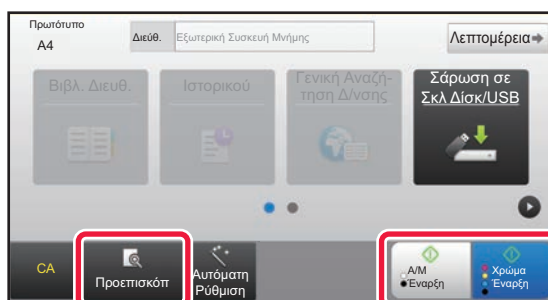 Πρωτότυπο
A4
Διεύθ.
Εξωτερική Συσκευή Μνήμης
Λεπτομέρεια
Βιβλ. Διευθ.
Ιστορικού
Γενική Αναζή-
τηση Δ/νσης
Σάρωση σε
Σκλ Δίσκ/USB
CA
Προεπισκόπ
Αυτόματη
Ρύθμιση
Α/Μ
Έναρξη
Χρώμα
Έναρξη